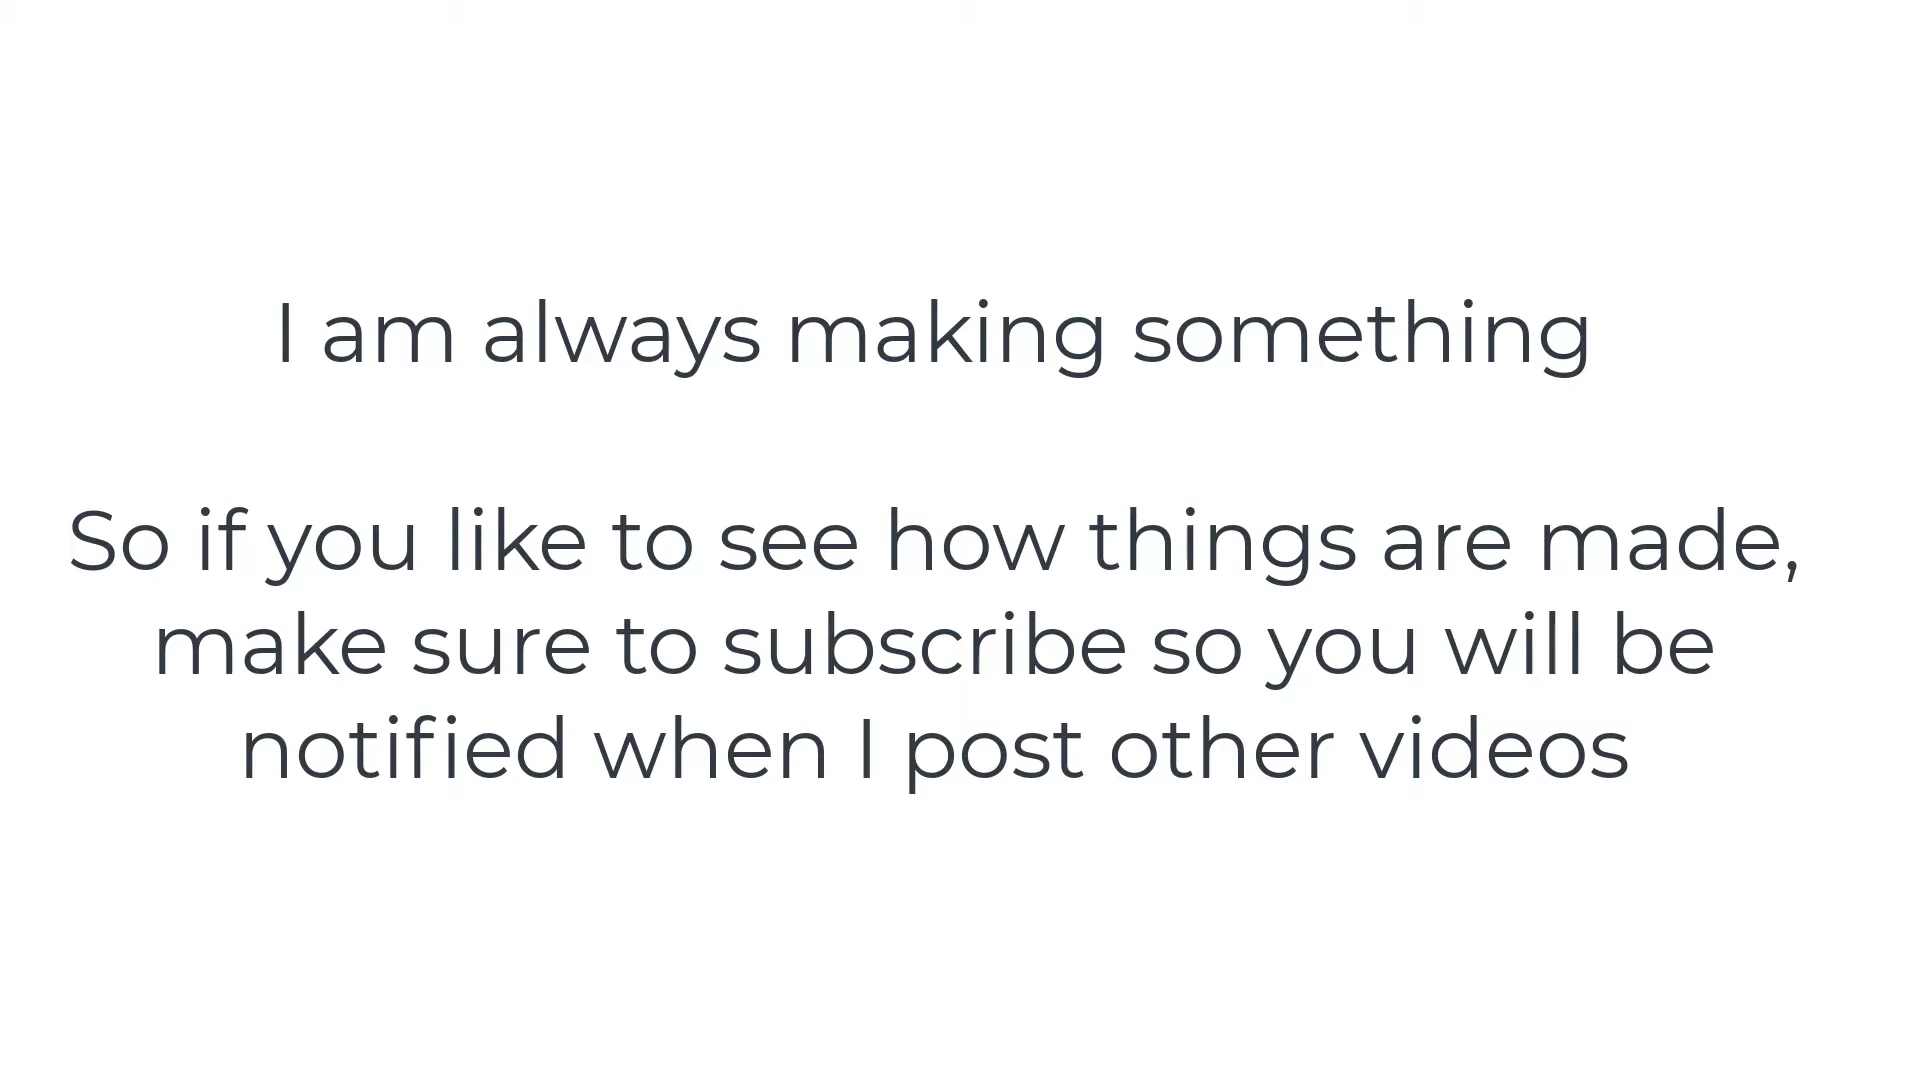 I am always making something
So if you like to see how things are made,
make sure to subscribe so you will be
notified when I post other videos